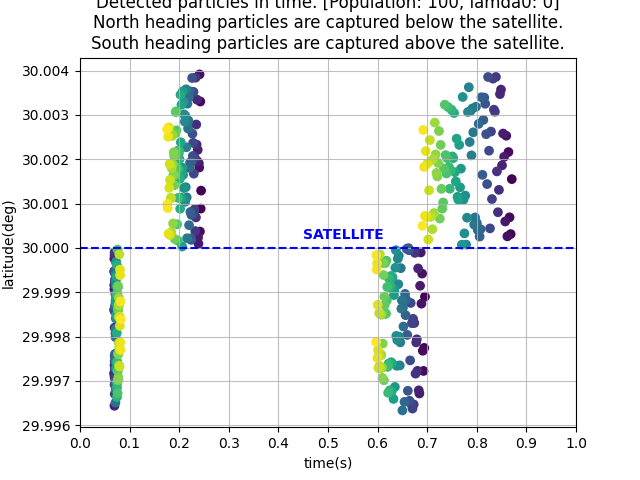 Detected particles in time. [Population: 100, lamda0: 0]
North heading particles are captured below the satellite.
South heading particles are captured above the satellite.
30.004
30.003
30.002
30.001
30.000
29.999
29.998
29.997
29.996
latitude(deg)
SATELLITE
0.0 0.1 0.2 0.3 0.4 0.5 0.6 0.7 0.8 0.9 1.0
time(s)